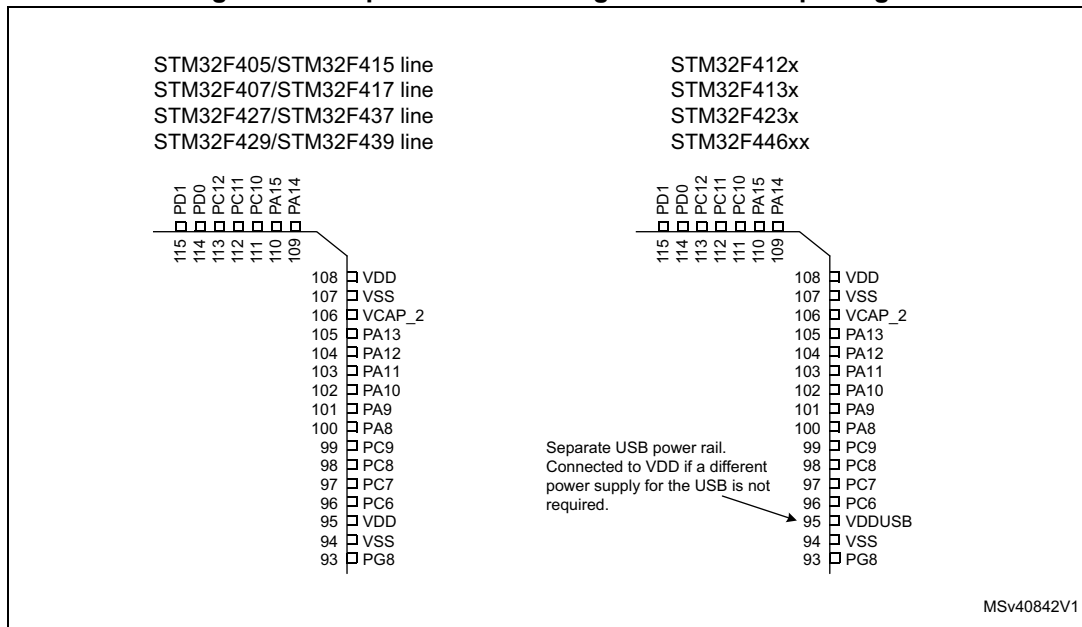 STM32F405/STM32F415 line
STM32F407/STM32F417 line
STM32F427/STM32F437 line
STM32F429/STM32F439 line
PD1
PD0
PC12
PC11
PC10
PA15
PA14
115
114
113
112
111
110
109
108 VDD
107 VSS
106 VCAP_2
105 PA13
104 PA12
103 PA11
102 PA10
101 PA9
100 PA8
99 PC9
98 PC8
97 PC7
96 PC6
95 VDD
94 VSS
93 PG8
STM32F412x
STM32F413x
STM32F423x
STM32F446xx
PD1
PD0
PC12
PC11
PC10
PA15
PA14
115
114
113
112
111
110
109
108 VDD
107 VSS
106 VCAP_2
105 PA13
104 PA12
103 PA11
102 PA10
101 PA9
100 PA8
99 PC9
98 PC8
97 PC7
96 PC6
95 VDDUSB
94 VSS
93 PG8
Separate USB power rail.
Connected to VDD if a different
power supply for the USB is not
required.
MSv40842V1